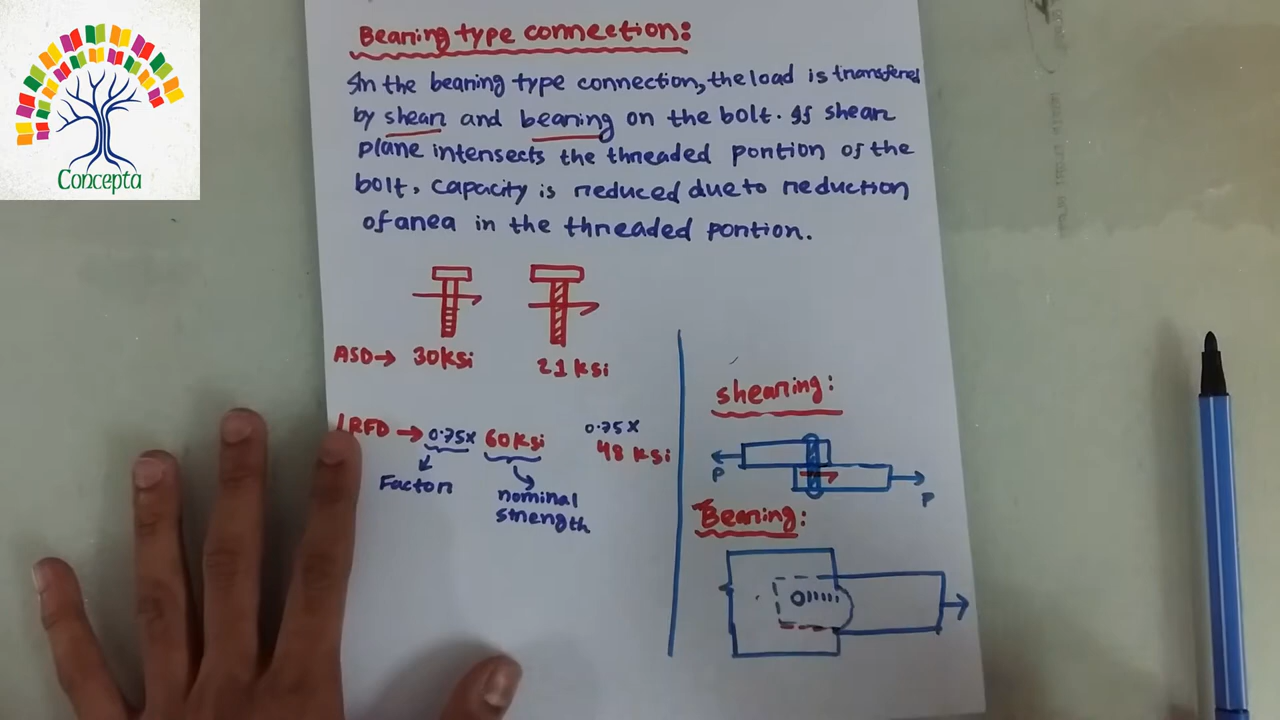 Concepta
Bearing type connection:
In the bearing type connection, the load is transferred
by shear and bearing on the bolt. If shear
plane intersects the threaded portion of the
bolt, capacity is reduced due to reduction
of area in the threaded portion.
ASD→ 30ksi 21 ksi
LRFD → 0.75x 60ksi 0.75x 48 ksi
Factor
nominal
strength
shearing:
P
P
Bearing: